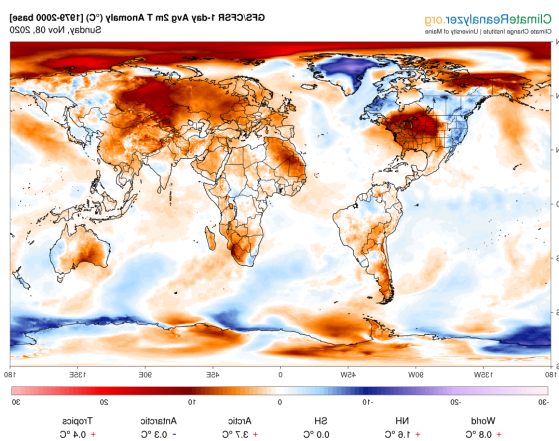 ClimateReanalyzer.org
Climate Change Institute | University of Maine
GFS/CFSR 1-day Avg 2m T Anomaly (°C) [1979-2000 base]
Sunday, Nov 08, 2020
180 135W 90W 45W 0 45E 90E 135E 180
-30 -20 -10 0 10 20 30
World NH SH Arctic Antarctic Tropics
+ 0.8 °C + 1.6 °C 0.0 °C + 3.7 °C - 0.3 °C + 0.4 °C